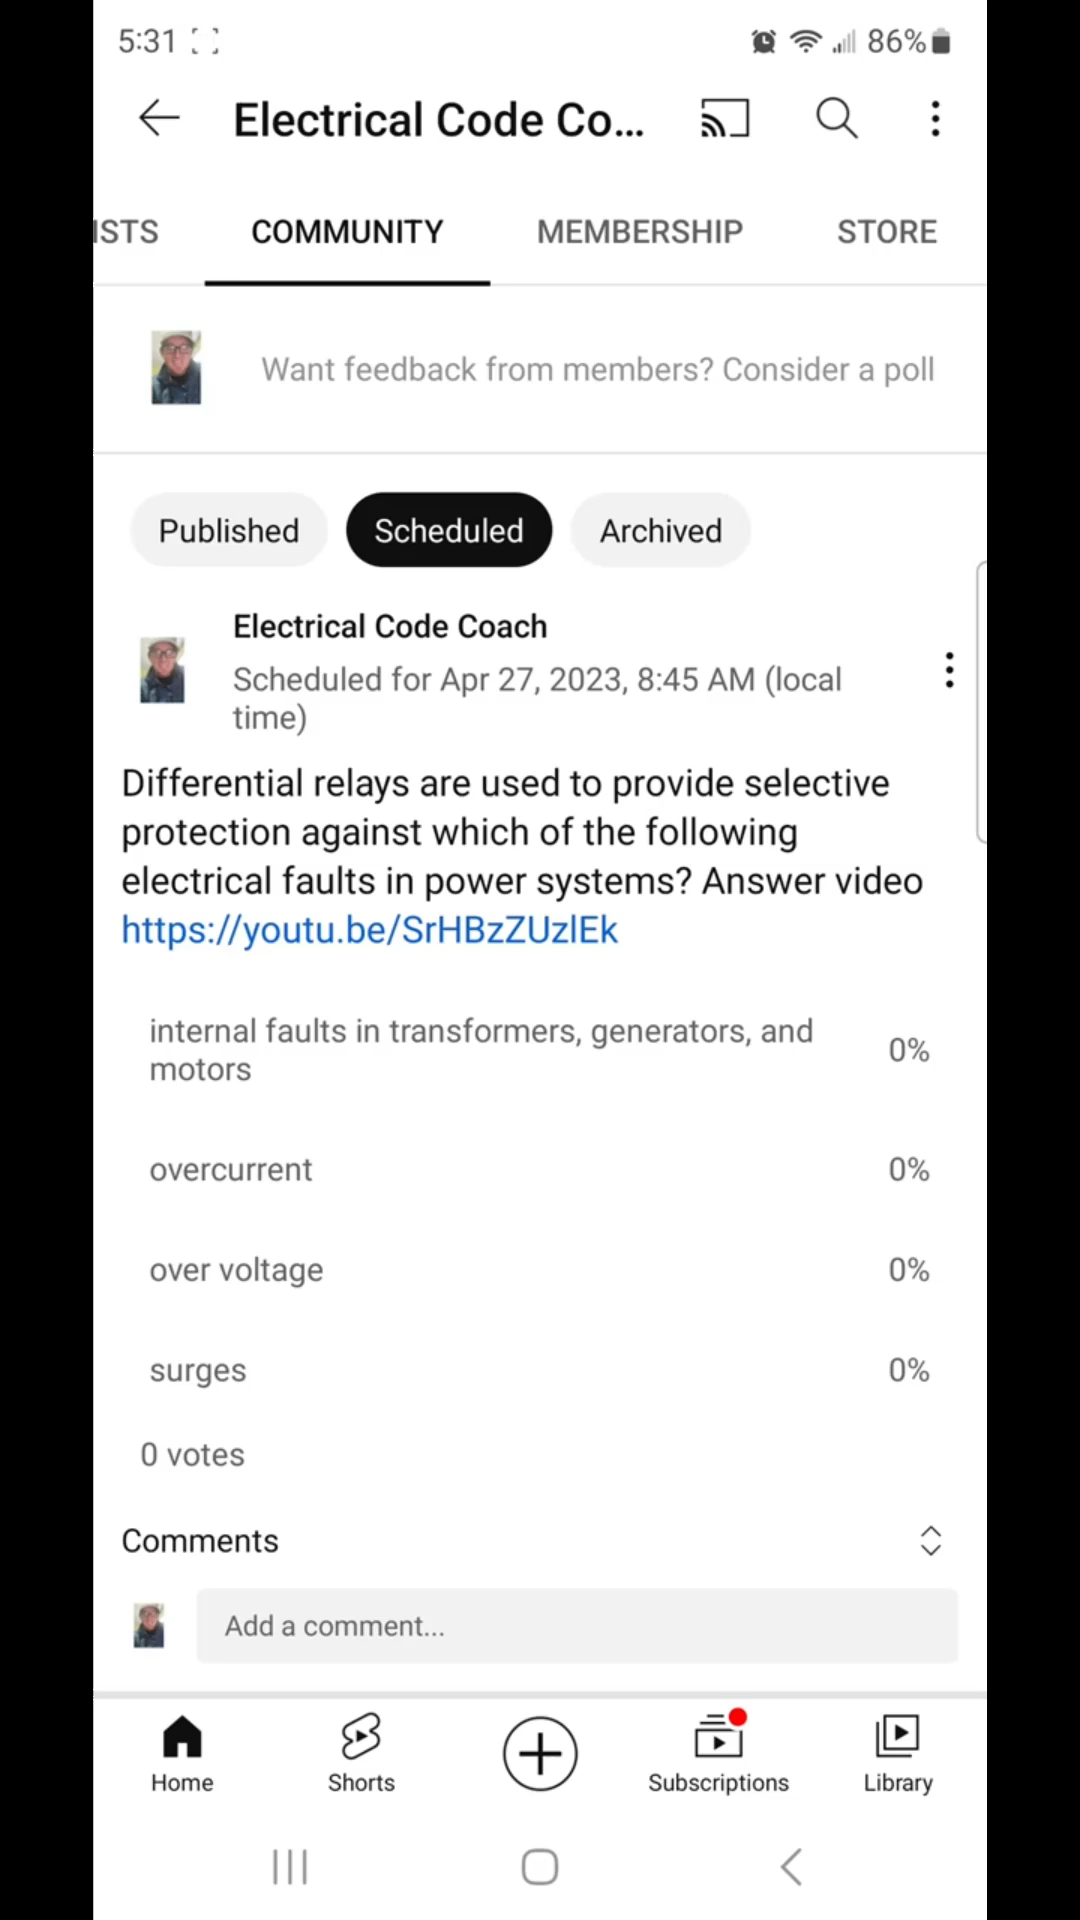 5:31 86%
Electrical Code Co...
ISTS COMMUNITY MEMBERSHIP STORE
Want feedback from members? Consider a poll
Published Scheduled Archived
Electrical Code Coach
Scheduled for Apr 27, 2023, 8:45 AM (local
time)
Differential relays are used to provide selective
protection against which of the following
electrical faults in power systems? Answer video
https://youtu.be/SrHBzZUzlEk
internal faults in transformers, generators, and
motors 0%
overcurrent 0%
over voltage 0%
surges 0%
0 votes
Comments
Add a comment...
Home Shorts Subscriptions Library